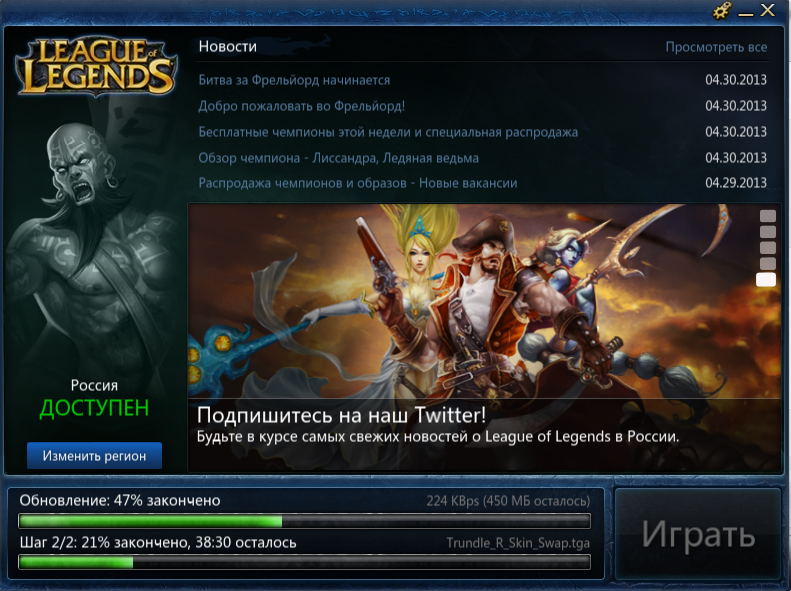 LEAGUE of
LEGENDS
Новости
Просмотреть все
Битва за Фрельйорд начинается
04.30.2013
Добро пожаловать во Фрельйорд!
04.30.2013
Бесплатные чемпионы этой недели и специальная распродажа
04.30.2013
Обзор чемпиона - Лиссандра, Ледяная ведьма
04.30.2013
Распродажа чемпионов и образов - Новые вакансии
04.29.2013
Россия
ДОСТУПЕН
Изменить регион
Подпишитесь на наш Twitter!
Будьте в курсе самых свежих новостей о League of Legends в России.
Обновление: 47% закончено
224 KBps (450 МБ осталось)
Шаг 2/2: 21% закончено, 38:30 осталось
Trundle_R_Skin_Swap.tga
Играть